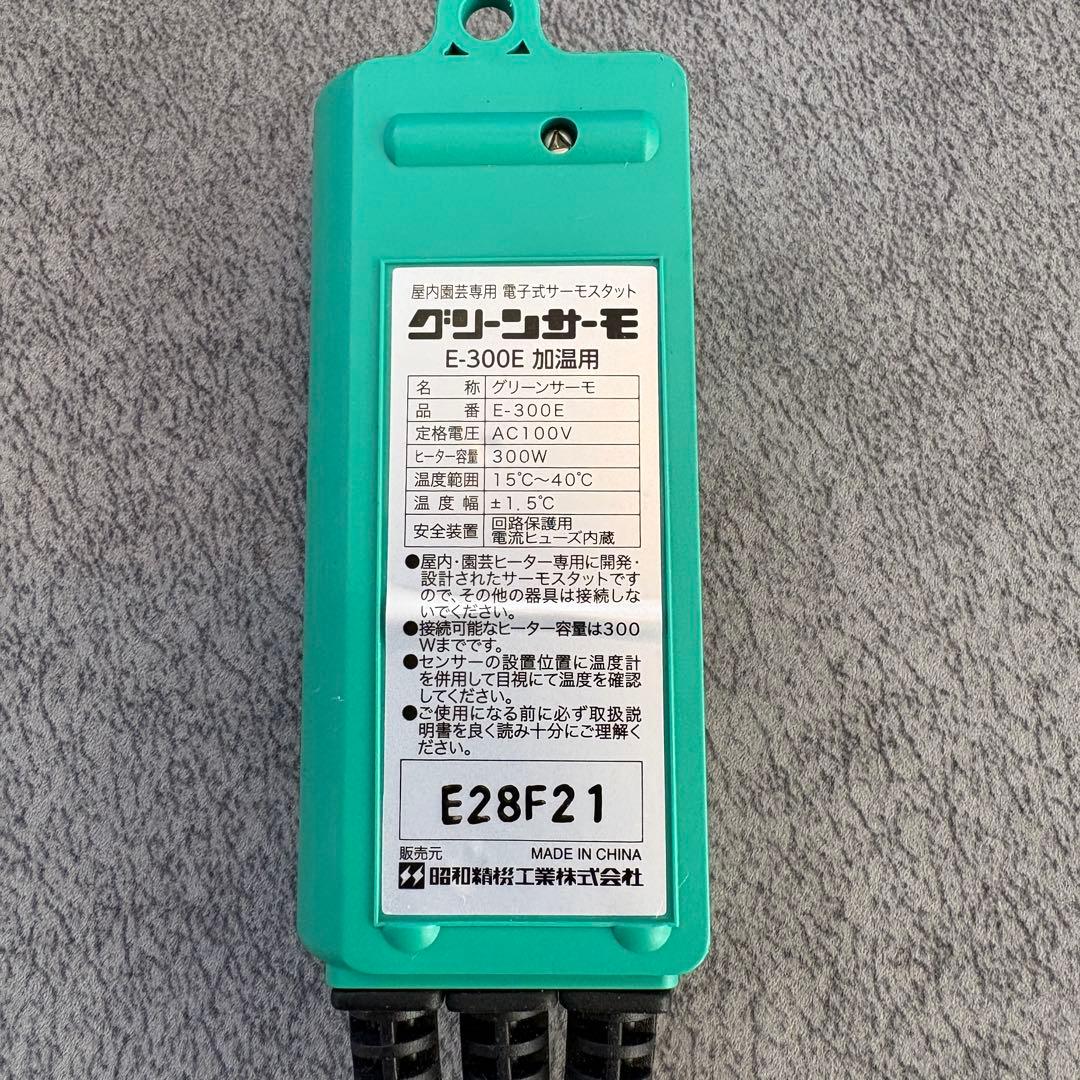 屋内園芸専用 電子式サーモスタット
グリーンサーモ
E-300E 加温用
名称 グリーンサーモ
品番 E-300E
定格電圧 AC100V
ヒーター容量 300W
温度範囲 15℃～40℃
温度幅 ±1.5℃
安全装置 回路保護用
電流ヒューズ内蔵
●屋内・園芸ヒーター専用に開発・
設計されたサーモスタットです
ので、その他の器具は接続しな
いでください。
●接続可能なヒーター容量は300
Wまでです。
●センサーの設置位置に温度計
を併用して目視にて温度を確認
してください。
●ご使用になる前に必ず取扱説
明書を良く読み十分にご理解く
ださい。
E28F21
販売元 MADE IN CHINA
昭和精機工業株式会社